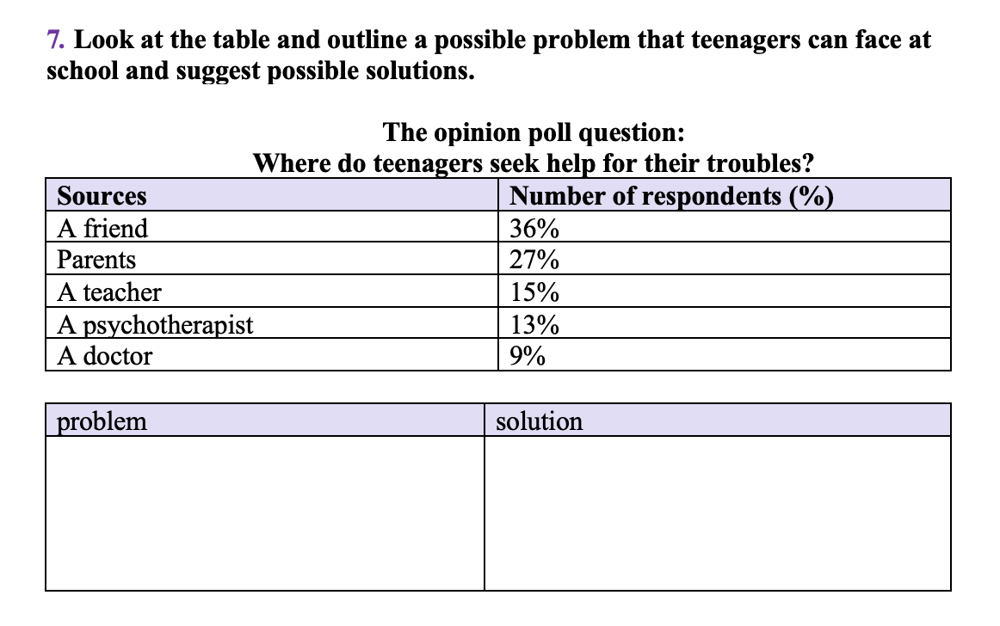 7. Look at the table and outline a possible problem that teenagers can face at
school and suggest possible solutions.
The opinion poll question:
Where do teenagers seek help for their troubles?
Sources Number of respondents (%)
A friend 36%
Parents 27%
A teacher 15%
A psychotherapist 13%
A doctor 9%
problem solution